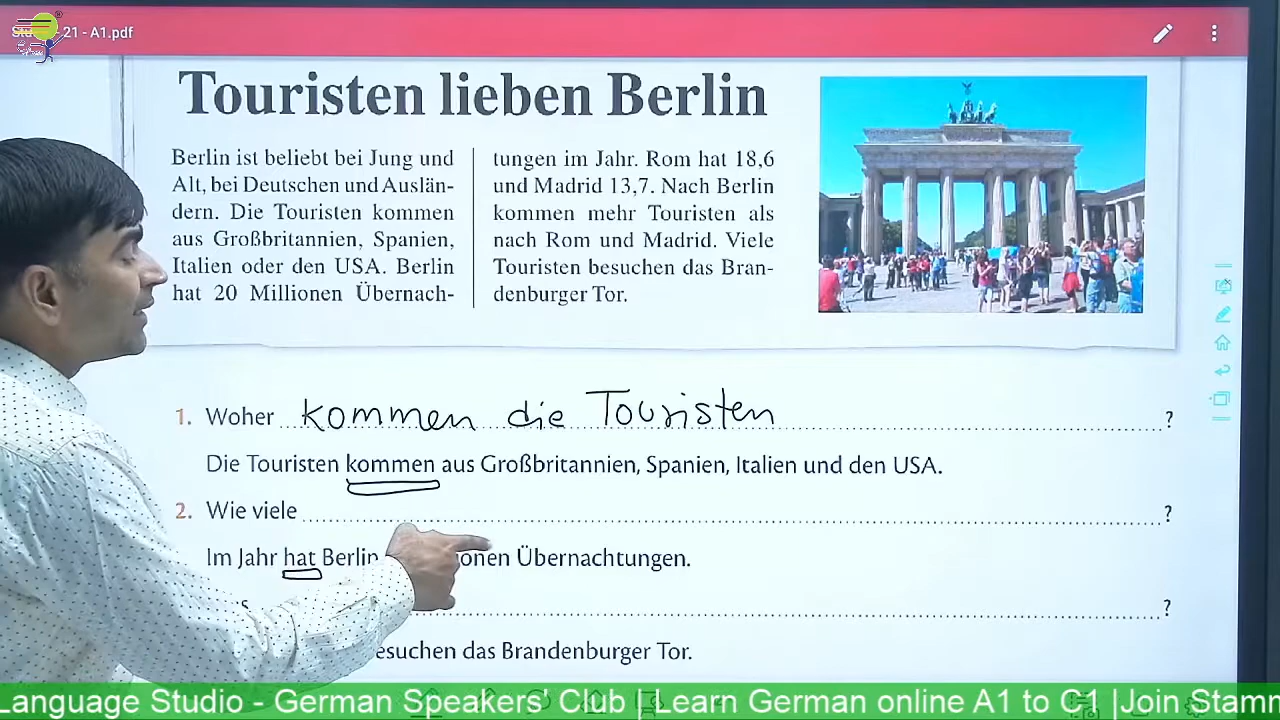 21 - A1.pdf
Touristen lieben Berlin
Berlin ist beliebt bei Jung und
Alt, bei Deutschen und Auslän-
dern. Die Touristen kommen
aus Großbritannien, Spanien,
Italien oder den USA. Berlin
hat 20 Millionen Übernach-
tungen im Jahr. Rom hat 18,6
und Madrid 13,7. Nach Berlin
kommen mehr Touristen als
nach Rom und Madrid. Viele
Touristen besuchen das Bran-
denburger Tor.
1. Woher kommen die Touristen ?
Die Touristen kommen aus Großbritannien, Spanien, Italien und den USA.
2. Wie viele ?
Im Jahr hat Berlin Übernachtungen.
?
das Brandenburger Tor.
Language Studio - German Speakers' Club | Learn German online A1 to C1 | Join